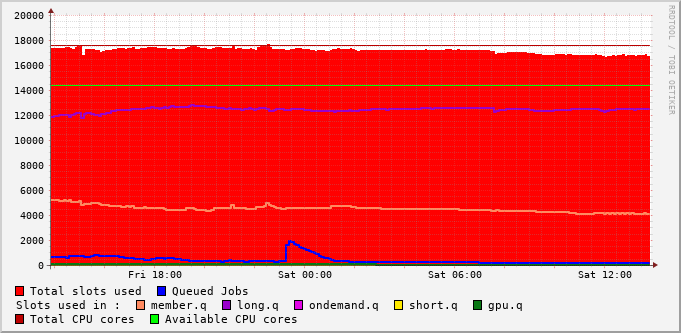 RRDTOOL / TOBI OETIKER
20000
18000
16000
14000
12000
10000
8000
6000
4000
2000
0
Fri 18:00 Sat 00:00 Sat 06:00 Sat 12:00
Total slots used Queued Jobs
Slots used in : member.q long.q ondemand.q short.q gpu.q
Total CPU cores Available CPU cores